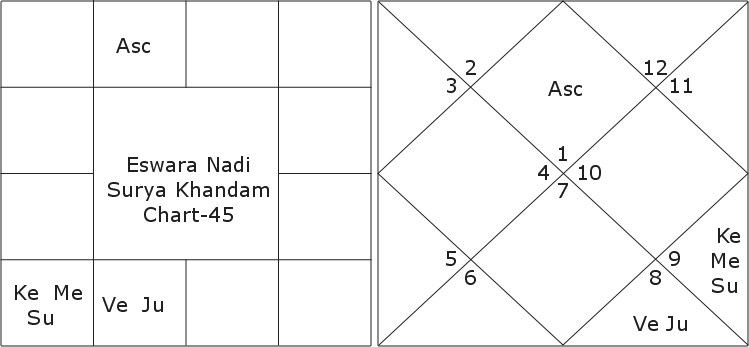 Asc
Eswara Nadi
Surya Khandam
Chart-45
Ke Me
Su
Ve Ju
2
12
3
11
Asc
1
4
10
7
5
9
6
8
Ke
Me
Su
Ve Ju